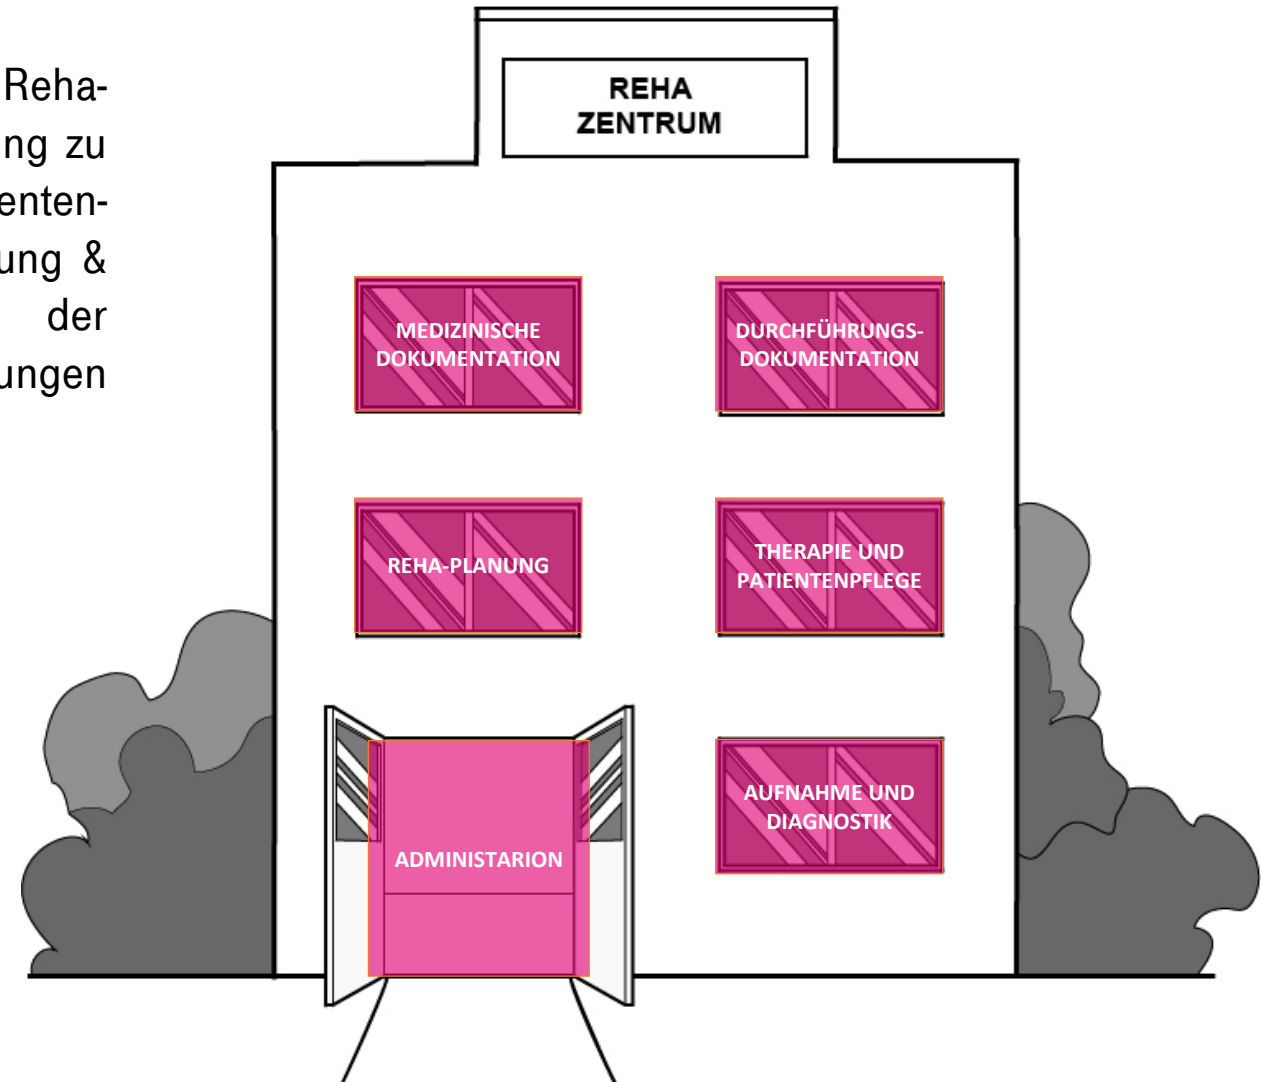 Reha-
ng zu
enten-
ung &
der
ungen
REHA
ZENTRUM
MEDIZINISCHE
DOKUMENTATION
DURCHFÜHRUNGS-
DOKUMENTATION
REHA-PLANUNG
THERAPIE UND
PATIENTENPFLEGE
ADMINISTARION
AUFNAHME UND
DIAGNOSTIK